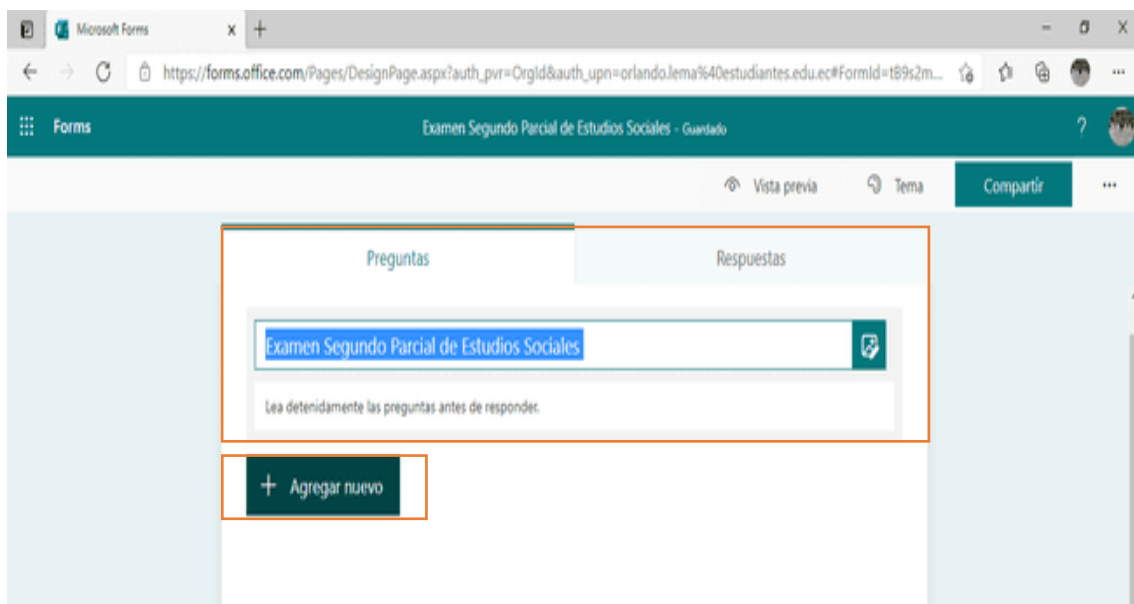 Microsoft Forms
https://forms.office.com/Pages/DesignPage.aspx?auth_pvr=OrgId&auth_upn=orlando.lema%40estudiantes.edu.ec#FormId=t89s2m...
Forms
Examen Segundo Parcial de Estudios Sociales - Guardado
?
Vista previa
Tema
Compartir
Preguntas
Respuestas
Examen Segundo Parcial de Estudios Sociales
Lea detenidamente las preguntas antes de responder.
+ Agregar nuevo